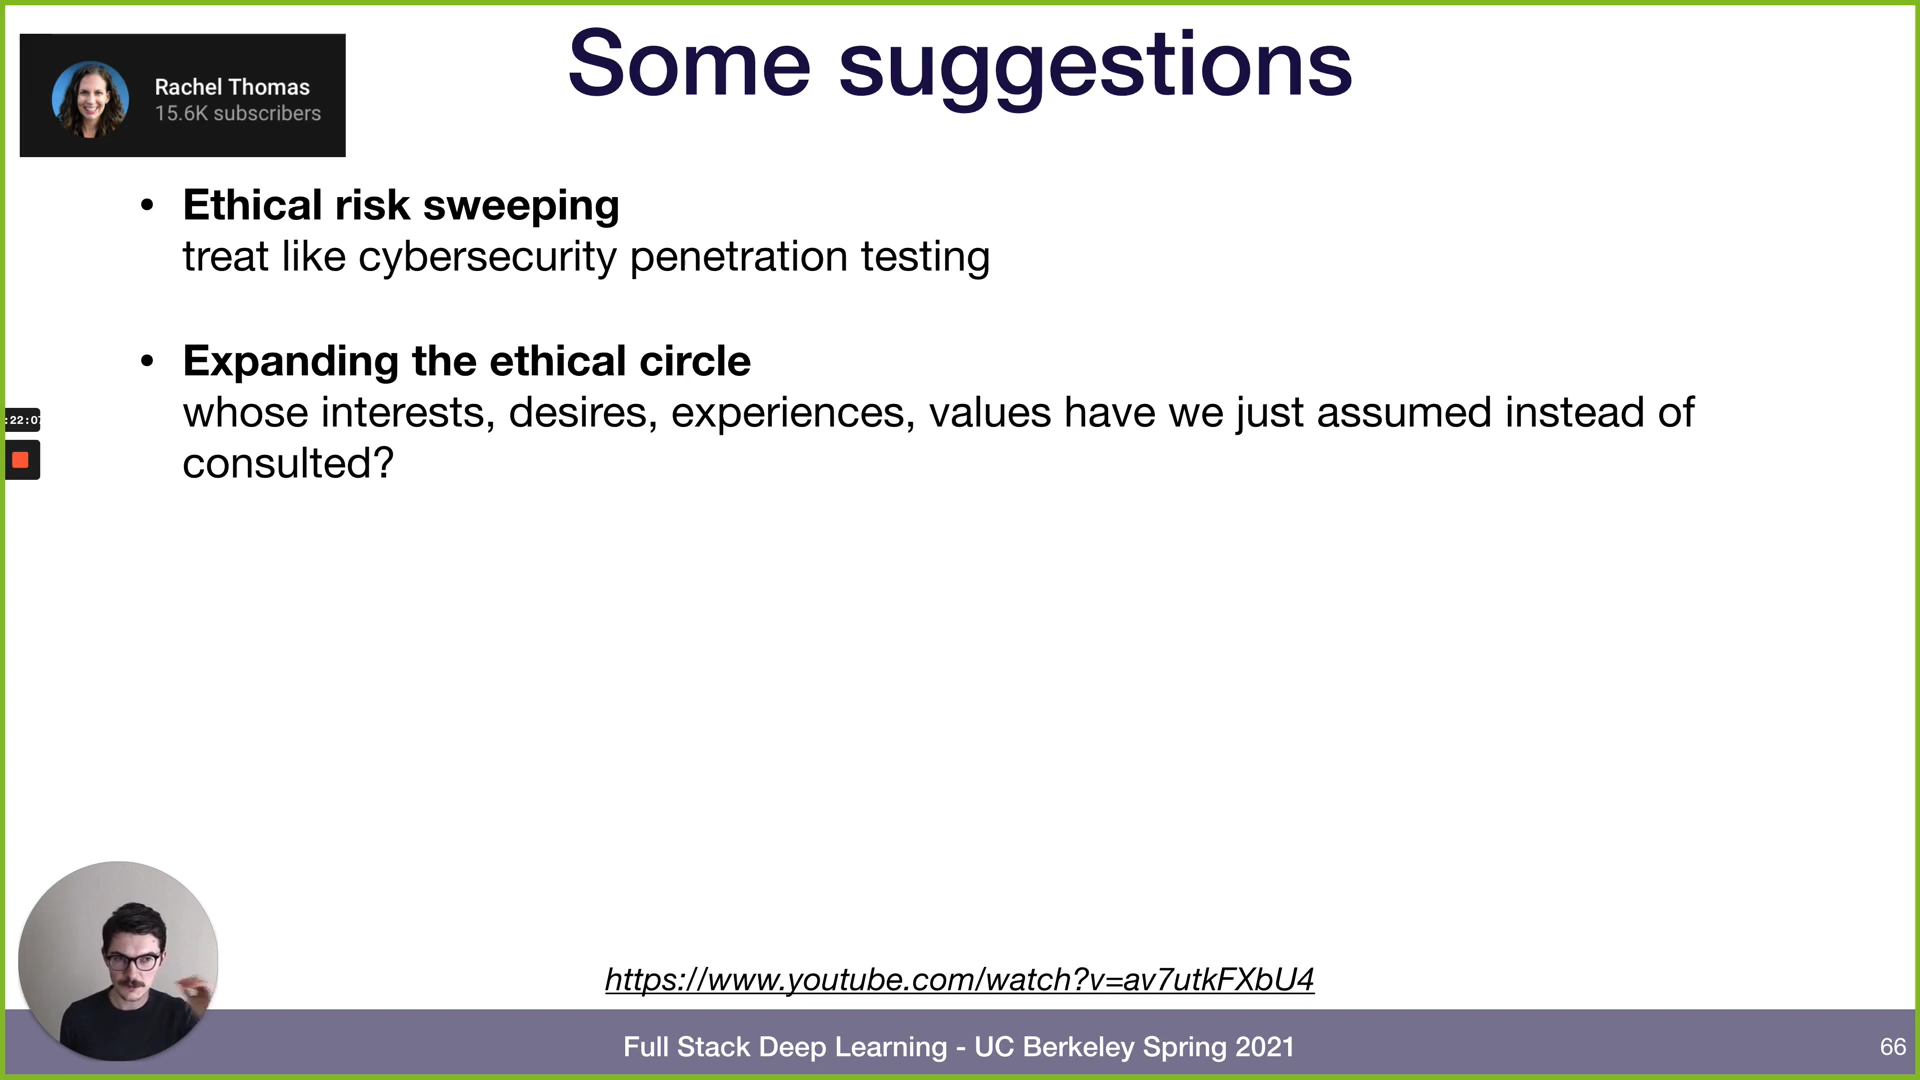 Some suggestions
Rachel Thomas
15.6K subscribers
• Ethical risk sweeping
treat like cybersecurity penetration testing
• Expanding the ethical circle
whose interests, desires, experiences, values have we just assumed instead of
consulted?
:22:07
https://www.youtube.com/watch?v=av7utkFXbU4
Full Stack Deep Learning - UC Berkeley Spring 2021
66